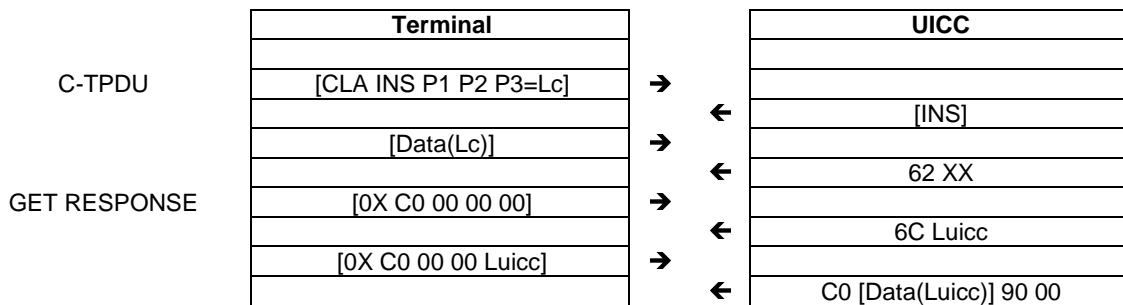 Terminal UICC
C-TPDU [CLA INS P1 P2 P3=Lc] ➔
🡸 [INS]
[Data(Lc)] ➔
🡸 62 XX
GET RESPONSE [0X C0 00 00 00] ➔
🡸 6C Luicc
[0X C0 00 00 Luicc] ➔
🡸 C0 [Data(Luicc)] 90 00